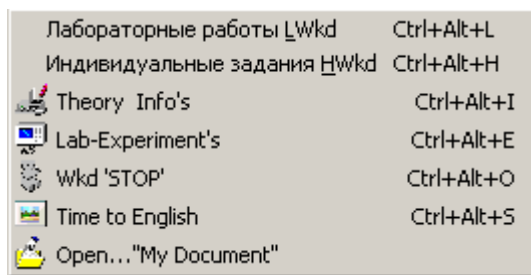 Лабораторные работы LWkd Ctrl+Alt+L
Индивидуальные задания HWkd Ctrl+Alt+H
Theory Info's Ctrl+Alt+I
Lab-Experiment's Ctrl+Alt+E
Wkd 'STOP' Ctrl+Alt+O
Time to English Ctrl+Alt+S
Open..."My Document"